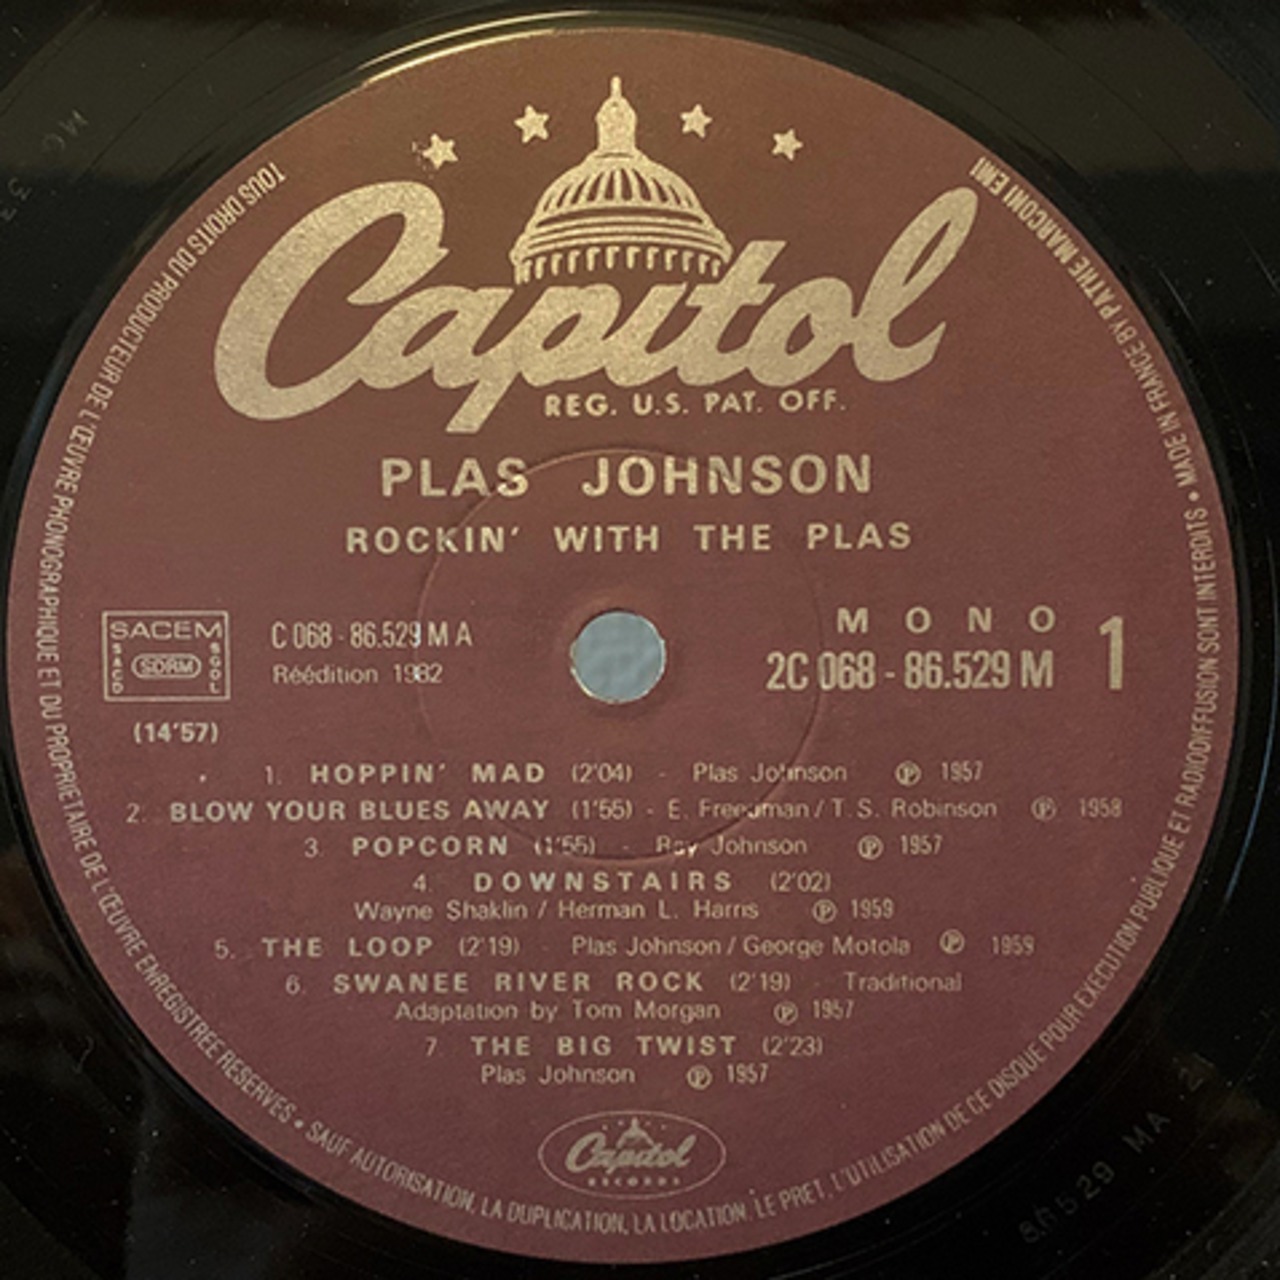 Capitol
REG. U.S. PAT. OFF.
PLAS JOHNSON
ROCKIN' WITH THE PLAS
SACEM
SACD
SDRM
SGDL
C 068 - 86.529 M A
Réédition 1982
(14'57)
MONO
2C 068 - 86.529 M
1
1. HOPPIN' MAD (2'04) - Plas Johnson ℗ 1957
2. BLOW YOUR BLUES AWAY (1'55) - E. Freedman / T.S. Robinson ℗ 1958
3. POPCORN (1'55) - Ray Johnson ℗ 1957
4. DOWNSTAIRS (2'02)
Wayne Shaklin / Herman L. Harris ℗ 1959
5. THE LOOP (2'19) - Plas Johnson / George Motola ℗ 1959
6. SWANEE RIVER ROCK (2'19) - Traditional
Adaptation by Tom Morgan ℗ 1957
7. THE BIG TWIST (2'23)
Plas Johnson ℗ 1957
Capitol
RECORDS
TOUS DROITS DU PRODUCTEUR DE L'ŒUVRE PHONOGRAPHIQUE ET DU PROPRIETAIRE DE L'ŒUVRE ENREGISTREE RESERVES • SAUF AUTORISATION, LA DUPLICATION, LA LOCATION, LE PRET, L'UTILISATION DE CE DISQUE POUR EXECUTION PUBLIQUE ET RADIODIFFUSION SONT INTERDITS • MADE IN FRANCE BY PATHE MARCONI EMI
86529 MA 2